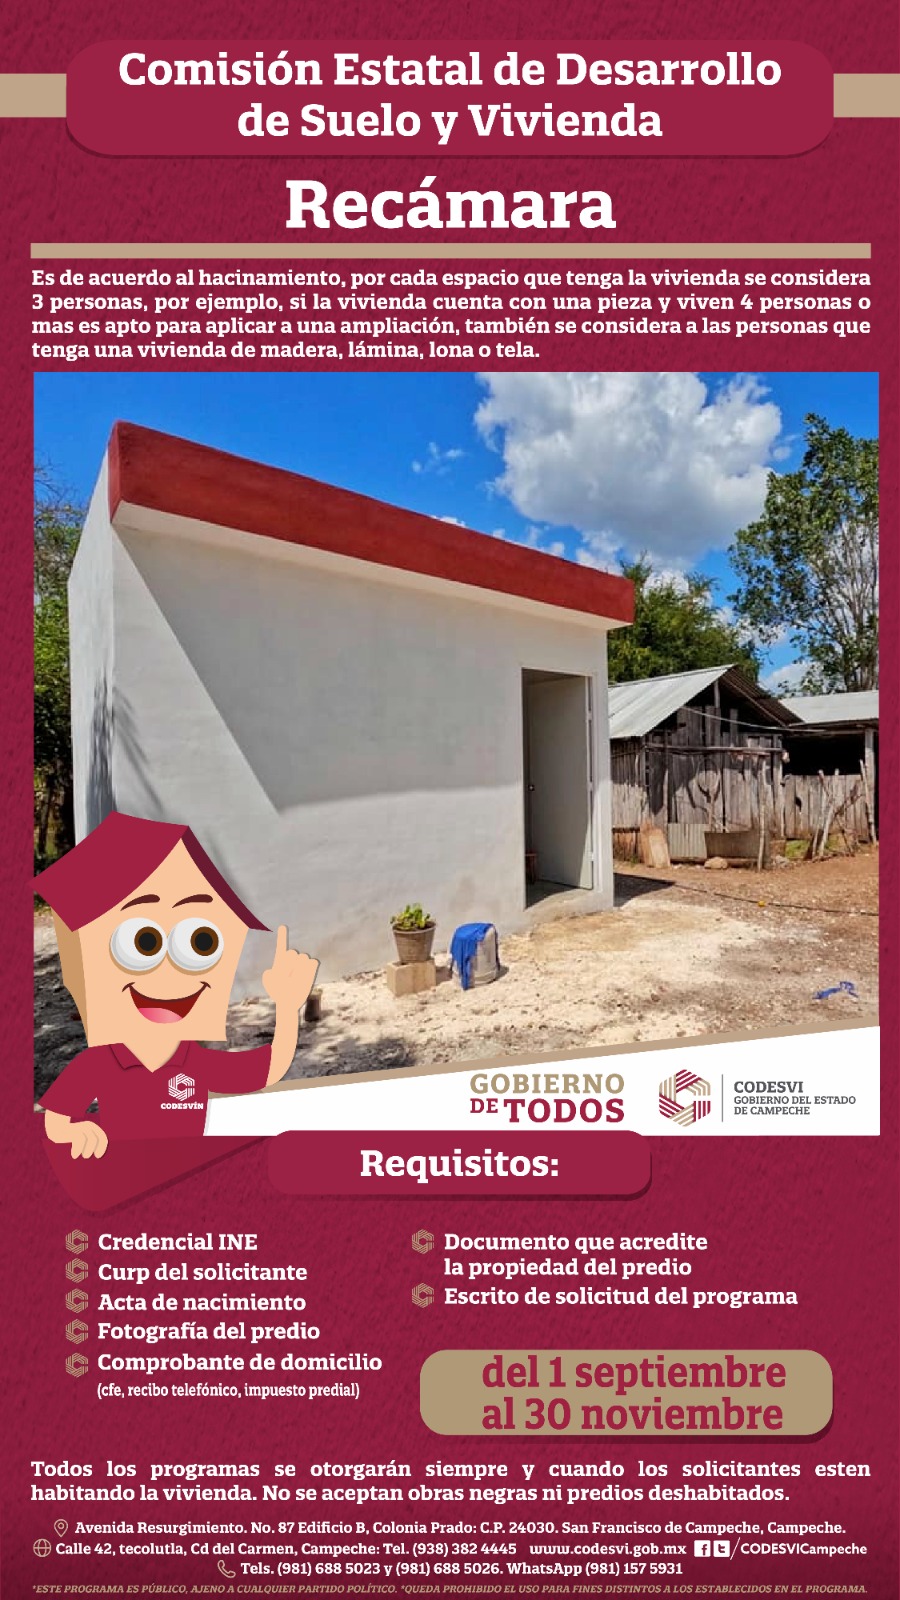 Comisión Estatal de Desarrollo
de Suelo y Vivienda
Recámara
Es de acuerdo al hacinamiento, por cada espacio que tenga la vivienda se considera
3 personas, por ejemplo, si la vivienda cuenta con una pieza y viven 4 personas o
mas es apto para aplicar a una ampliación, también se considera a las personas que
tenga una vivienda de madera, lámina, lona o tela.
CODESVÍN
GOBIERNO
DE TODOS
CODESVI
GOBIERNO DEL ESTADO
DE CAMPECHE
Requisitos:
Credencial INE
Curp del solicitante
Acta de nacimiento
Fotografía del predio
Comprobante de domicilio
(cfe, recibo telefónico, impuesto predial)
Documento que acredite
la propiedad del predio
Escrito de solicitud del programa
del 1 septiembre
al 30 noviembre
Todos los programas se otorgarán siempre y cuando los solicitantes esten
habitando la vivienda. No se aceptan obras negras ni predios deshabitados.
Avenida Resurgimiento. No. 87 Edificio B, Colonia Prado: C.P. 24030. San Francisco de Campeche, Campeche.
Calle 42, tecolutla, Cd del Carmen, Campeche: Tel. (938) 382 4445 www.codesvi.gob.mx /CODESVICampeche
Tels. (981) 688 5023 y (981) 688 5026. WhatsApp (981) 157 5931
*ESTE PROGRAMA ES PÚBLICO, AJENO A CUALQUIER PARTIDO POLÍTICO. *QUEDA PROHIBIDO EL USO PARA FINES DISTINTOS A LOS ESTABLECIDOS EN EL PROGRAMA.